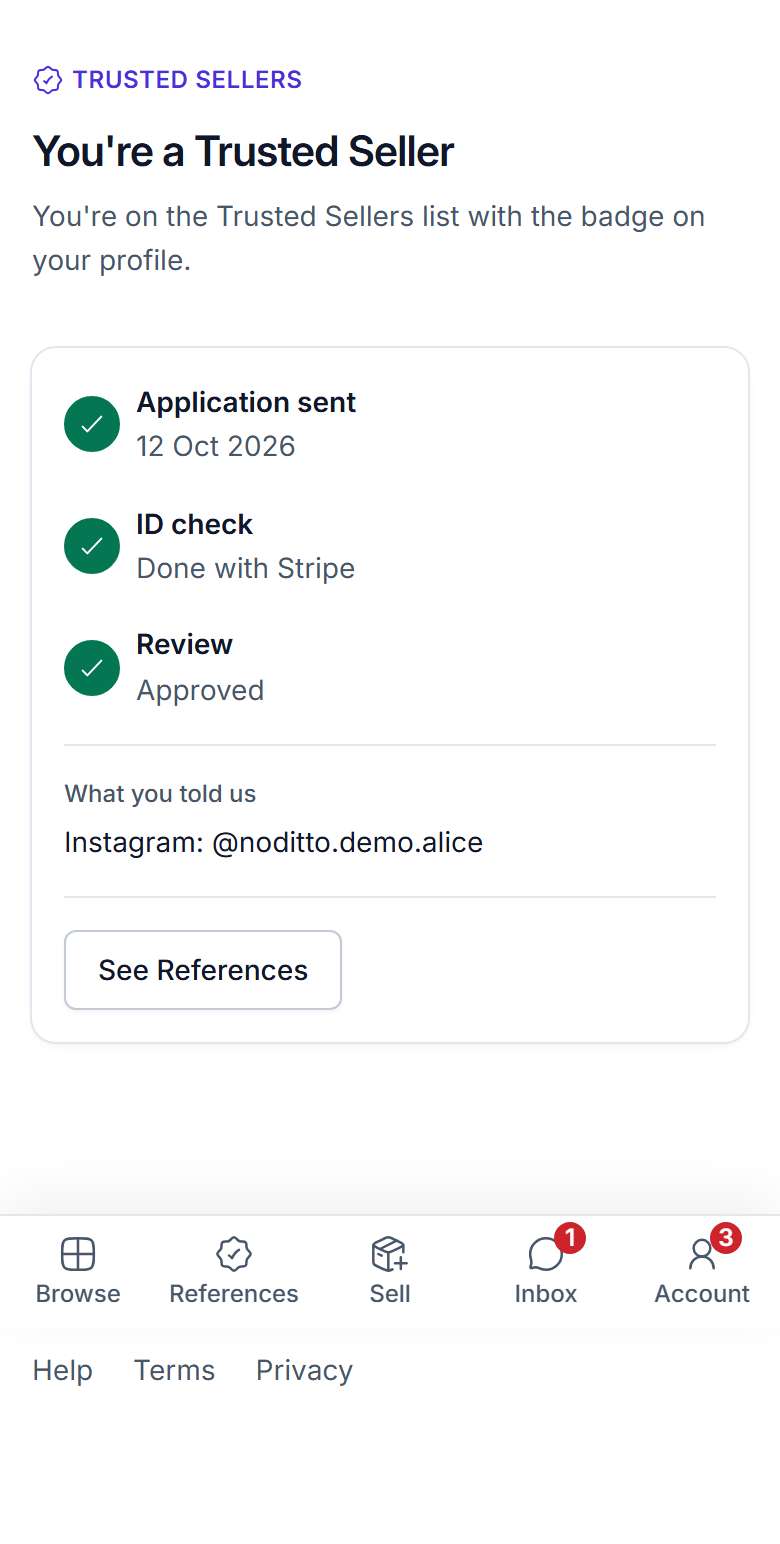 TRUSTED SELLERS
You're a Trusted Seller
You're on the Trusted Sellers list with the badge on
your profile.
Application sent
12 Oct 2026
ID check
Done with Stripe
Review
Approved
What you told us
Instagram: @noditto.demo.alice
See References
1
3
Browse
References
Sell
Inbox
Account
Help
Terms
Privacy